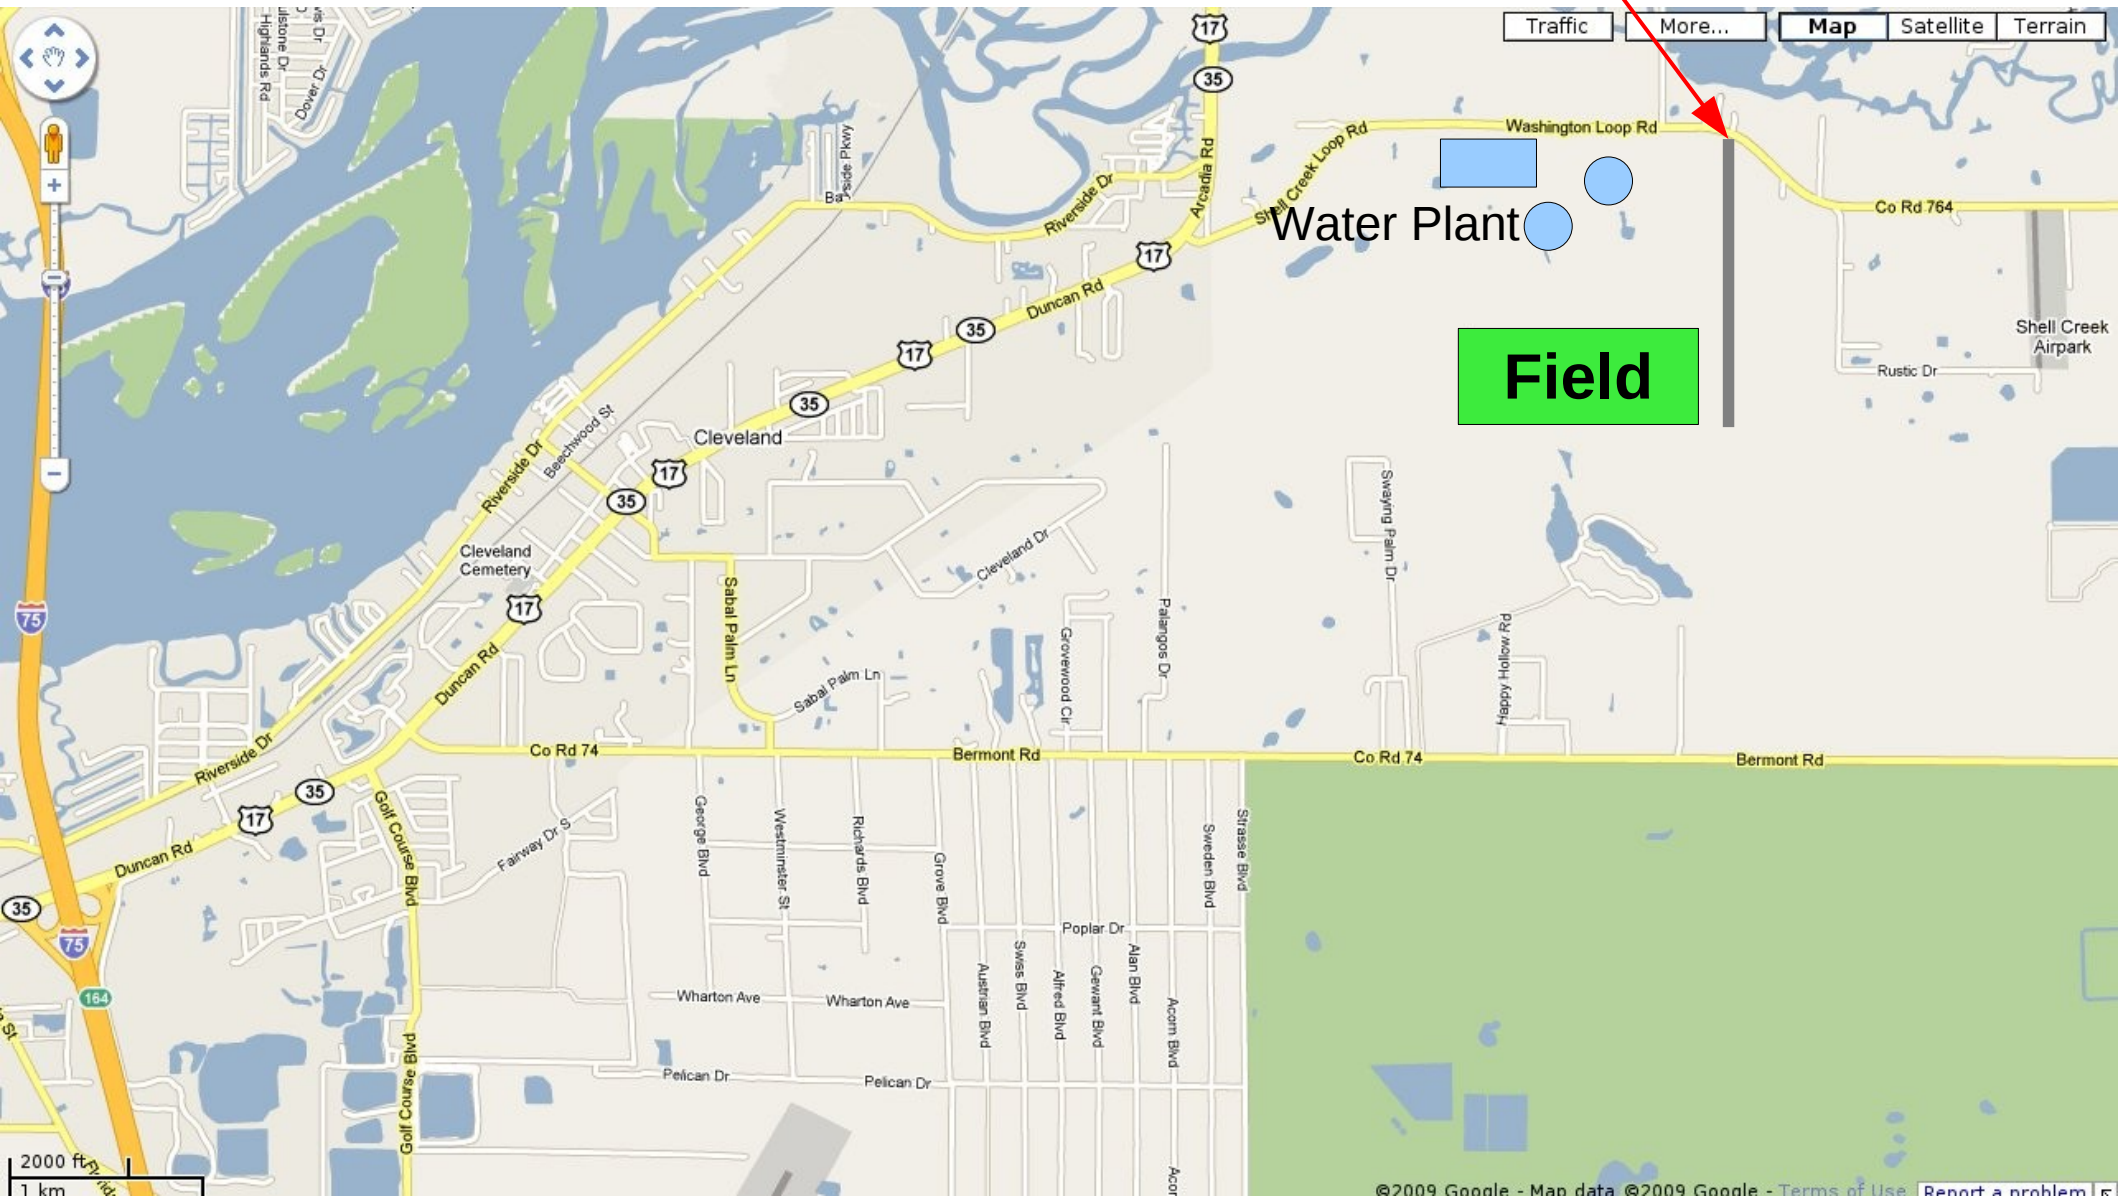 17
Traffic
More...
Map
Satellite
Terrain
Highlands Rd
Dover Dr
35
Washington Loop Rd
Shell Creek Loop Rd
Arcadia Rd
Riverside Dr
Water Plant
Co Rd 764
17
Duncan Rd
35
17
Field
Shell Creek
Airpark
Rustic Dr
35
Beechwood St
Cleveland
17
Riverside Dr
35
Swaying Palm Dr
Cleveland
Cemetery
Cleveland Dr
17
Sabal Palm Ln
Palangos Dr
Grovewood Cir
Happy Hollow Rd
75
Duncan Rd
Sabal Palm Ln
Riverside Dr
Co Rd 74
Bermont Rd
Co Rd 74
Bermont Rd
35
17
Golf Course Blvd
Fairway Dr S
George Blvd
Westminster St
Richards Blvd
Grove Blvd
Sweden Blvd
Strasse Blvd
Duncan Rd
35
75
Poplar Dr
Austrian Blvd
Swiss Blvd
Alfred Blvd
Gewant Blvd
Alan Blvd
Acorn Blvd
164
Wharton Ave
Wharton Ave
Golf Course Blvd
Pelican Dr
Pelican Dr
2000 ft
1 km
©2009 Google - Map data ©2009 Google - Terms of Use
Report a problem